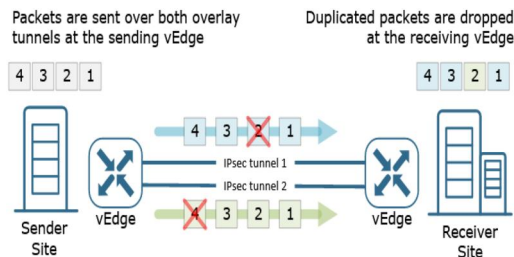 Packets are sent over both overlay
tunnels at the sending vEdge
Duplicated packets are dropped
at the receiving vEdge
4 3 2 1
4 3 2 1
4 3 2 1
IPsec tunnel 1
IPsec tunnel 2
4 3 2 1
vEdge
vEdge
Sender
Site
Receiver
Site